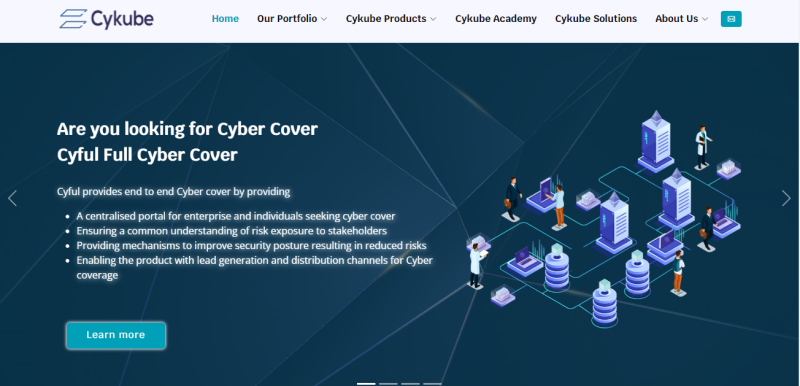 Cykube
Home Our Portfolio Cykube Products Cykube Academy Cykube Solutions About Us
Are you looking for Cyber Cover
Cyful Full Cyber Cover
Cyful provides end to end Cyber cover by providing
A centralised portal for enterprise and individuals seeking cyber cover
Ensuring a common understanding of risk exposure to stakeholders
Providing mechanisms to improve security posture resulting in reduced risks
Enabling the product with lead generation and distribution channels for Cyber
coverage
Learn more